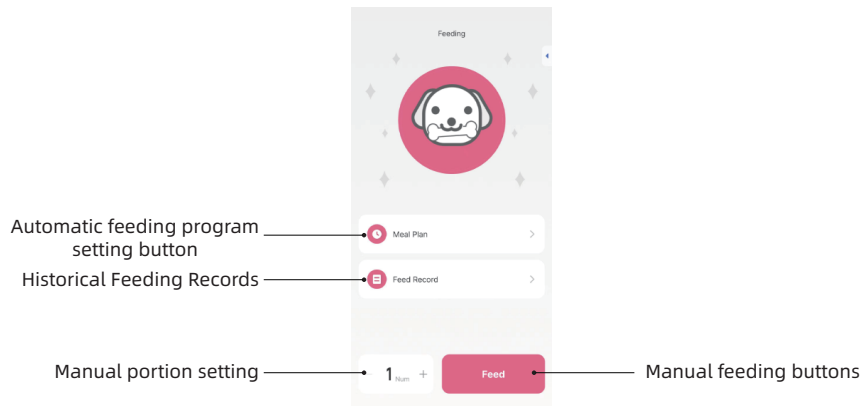 Feeding
Automatic feeding program
setting button
Meal Plan
Historical Feeding Records
Feed Record
Manual portion setting
1 Num +
Feed
Manual feeding buttons